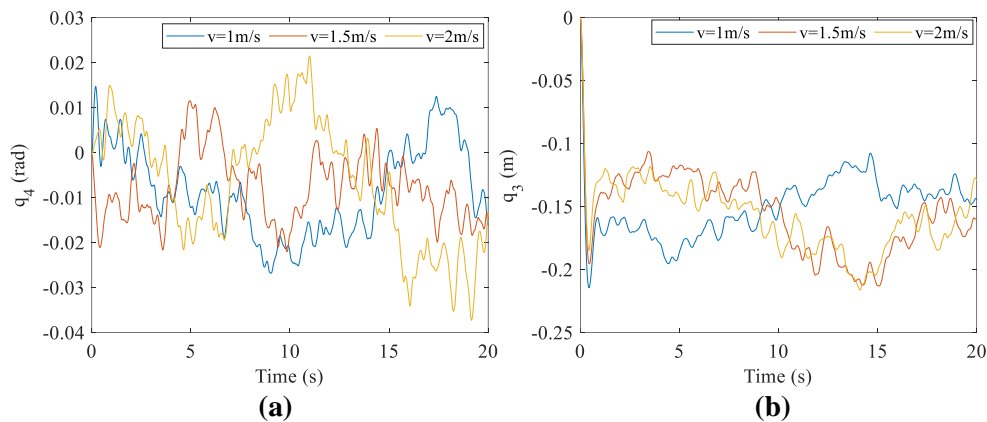 0.03
v=1m/s v=1.5m/s v=2m/s
0.02
0.01
0
-0.01
-0.02
-0.03
-0.04
q4 (rad)
0 5 10 15 20
Time (s)
(a)
0
v=1m/s v=1.5m/s v=2m/s
-0.05
-0.1
-0.15
-0.2
-0.25
q3 (m)
0 5 10 15 20
Time (s)
(b)